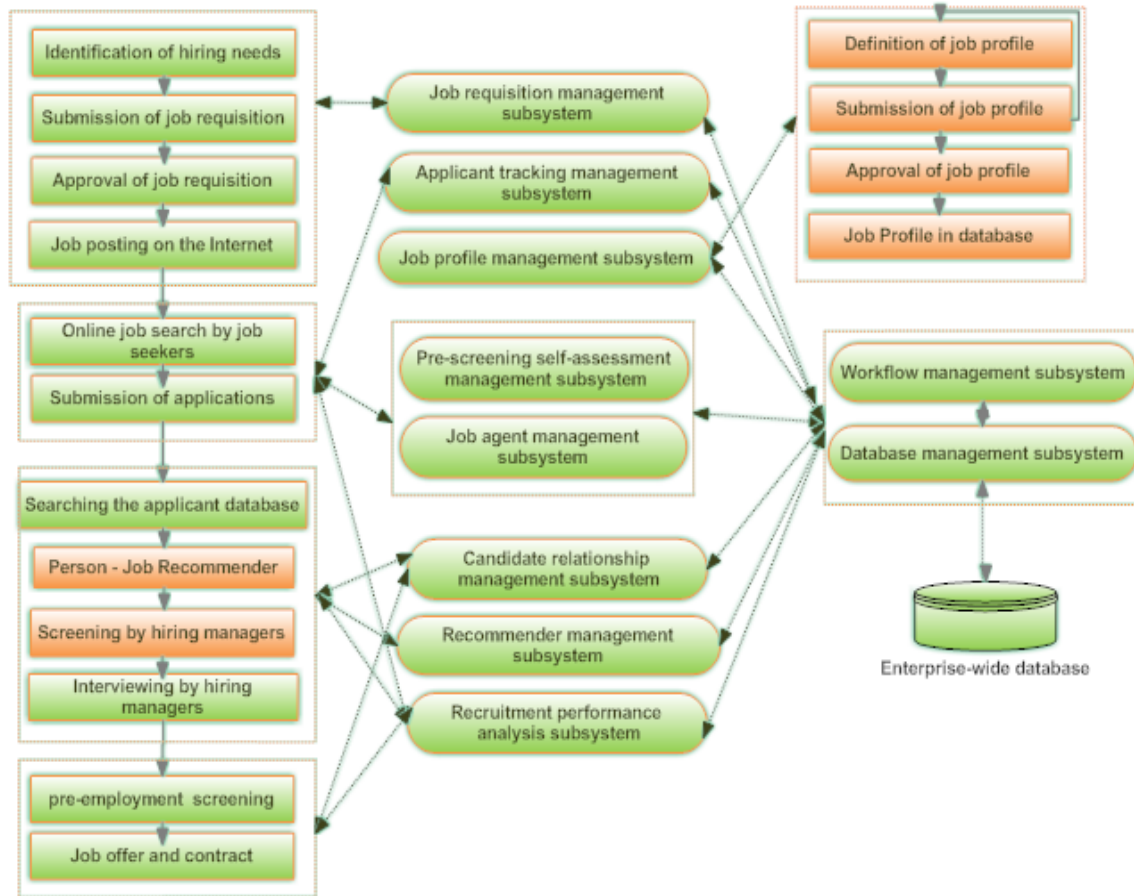 Identification of hiring needs
Submission of job requisition
Approval of job requisition
Job posting on the Internet
Online job search by job
seekers
Submission of applications
Searching the applicant database
Person - Job Recommender
Screening by hiring managers
Interviewing by hiring
managers
pre-employment screening
Job offer and contract
Job requisition management
subsystem
Applicant tracking management
subsystem
Job profile management subsystem
Pre-screening self-assessment
management subsystem
Job agent management
subsystem
Candidate relationship
management subsystem
Recommender management
subsystem
Recruitment performance
analysis subsystem
Definition of job profile
Submission of job profile
Approval of job profile
Job Profile in database
Workflow management subsystem
Database management subsystem
Enterprise-wide database